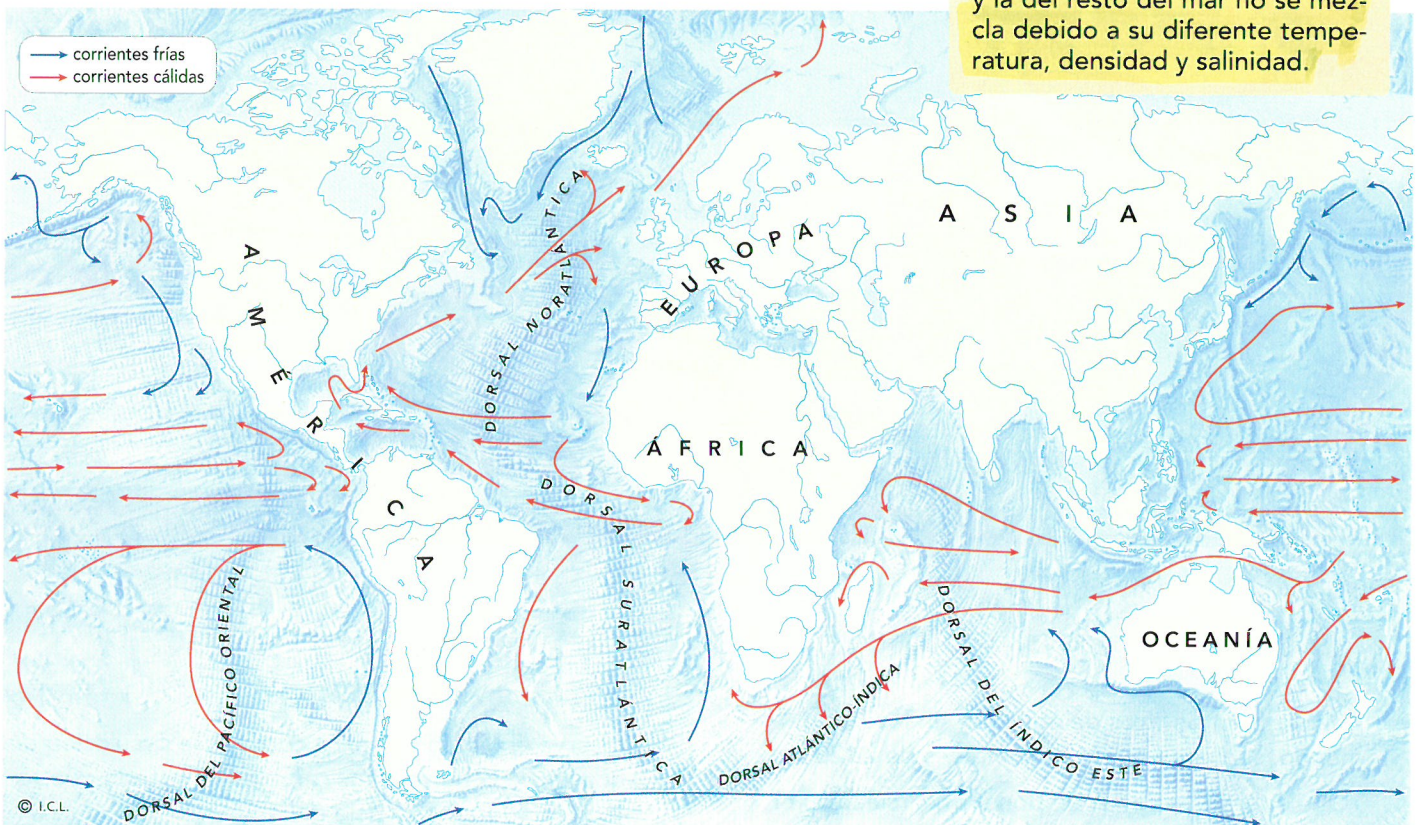 y la del resto del mar no se mez-
cla debido a su diferente tempe-
ratura, densidad y salinidad.
corrientes frías
corrientes cálidas
AMÉRICA
EUROPA
ASIA
ÁFRICA
OCEANÍA
DORSAL NORATLÁNTICA
DORSAL SURATLÁNTICA
DORSAL DEL PACÍFICO ORIENTAL
DORSAL ATLÁNTICO-ÍNDICA
DORSAL DEL ÍNDICO ESTE
© I.C.L.